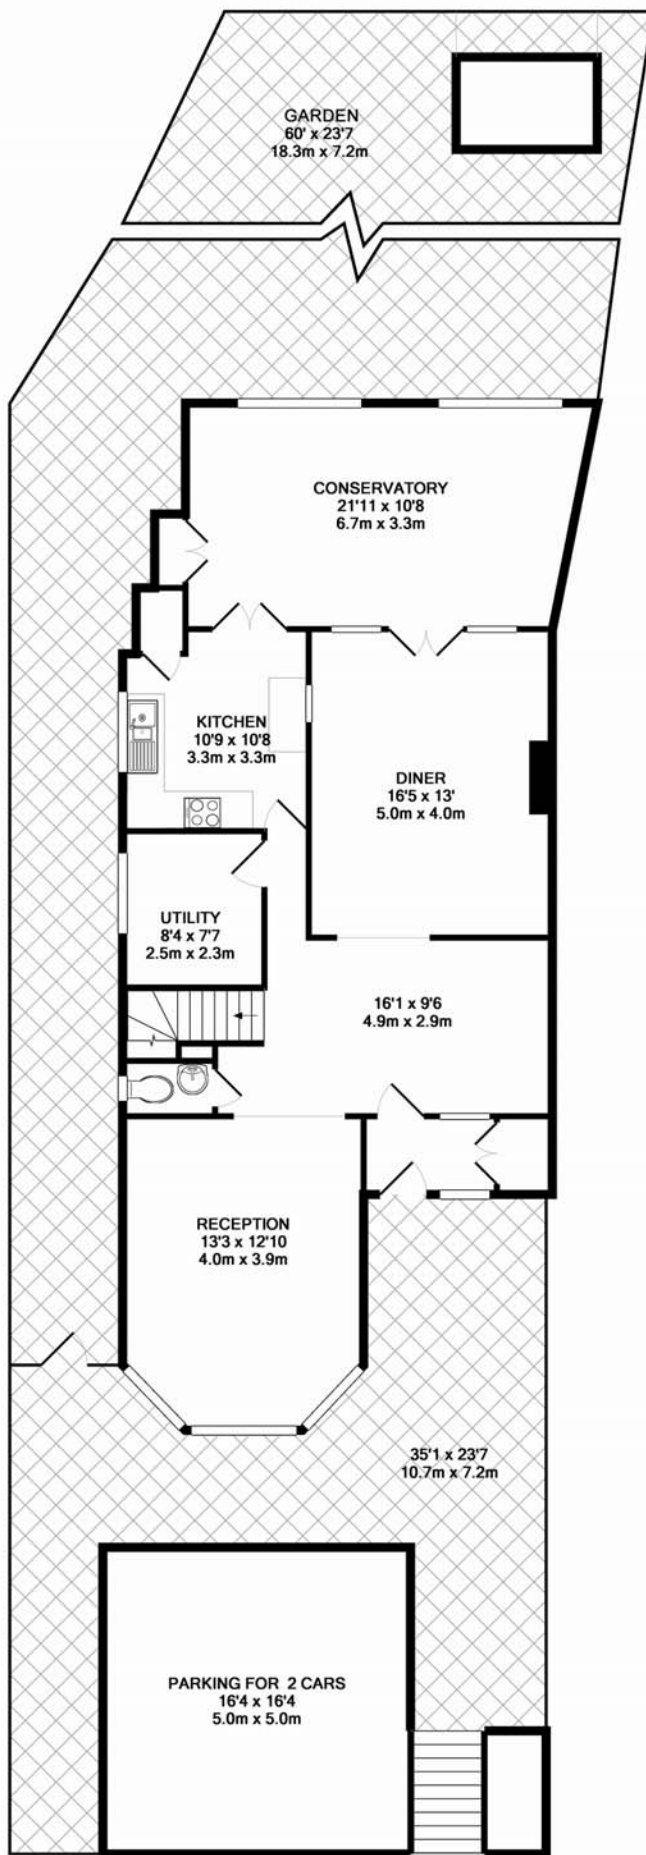 GARDEN
60' x 23'7
18.3m x 7.2m
CONSERVATORY
21'11 x 10'8
6.7m x 3.3m
KITCHEN
10'9 x 10'8
3.3m x 3.3m
DINER
16'5 x 13'
5.0m x 4.0m
UTILITY
8'4 x 7'7
2.5m x 2.3m
16'1 x 9'6
4.9m x 2.9m
RECEPTION
13'3 x 12'10
4.0m x 3.9m
35'1 x 23'7
10.7m x 7.2m
PARKING FOR 2 CARS
16'4 x 16'4
5.0m x 5.0m